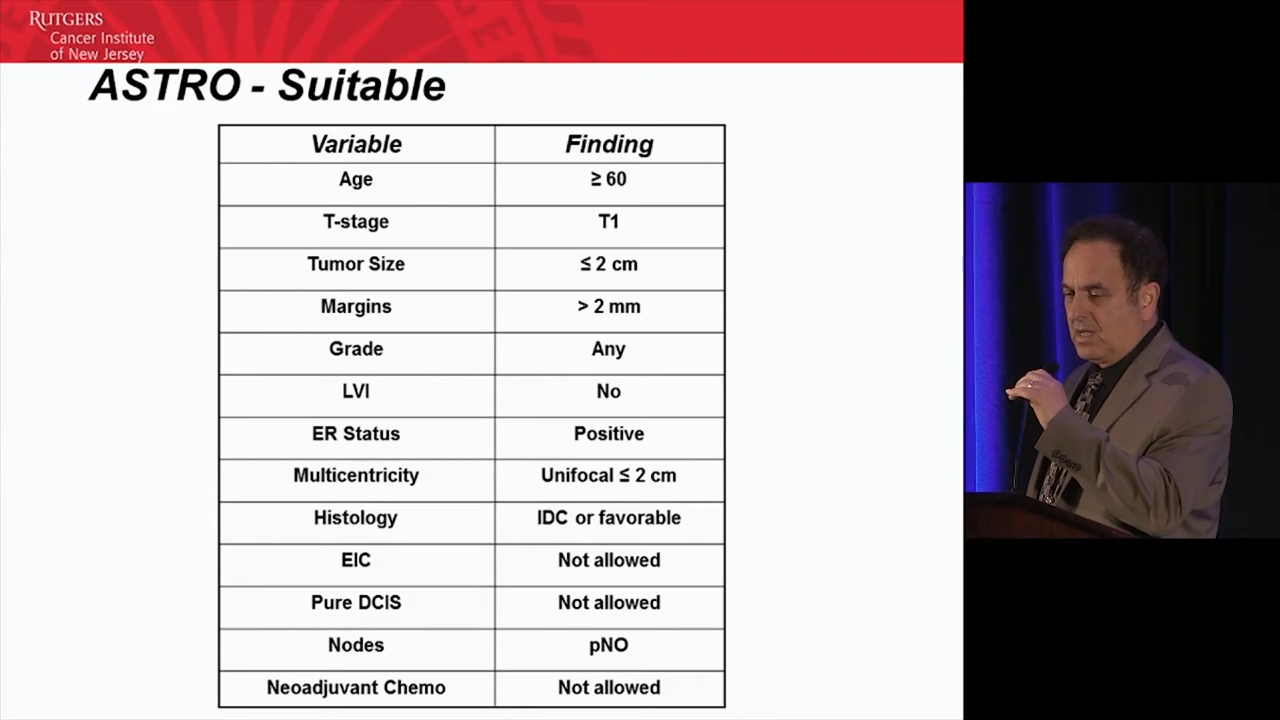 RUTGERS
Cancer Institute
of New Jersey
ASTRO - Suitable
Variable Finding
Age ≥ 60
T-stage T1
Tumor Size ≤ 2 cm
Margins > 2 mm
Grade Any
LVI No
ER Status Positive
Multicentricity Unifocal ≤ 2 cm
Histology IDC or favorable
EIC Not allowed
Pure DCIS Not allowed
Nodes pNO
Neoadjuvant Chemo Not allowed